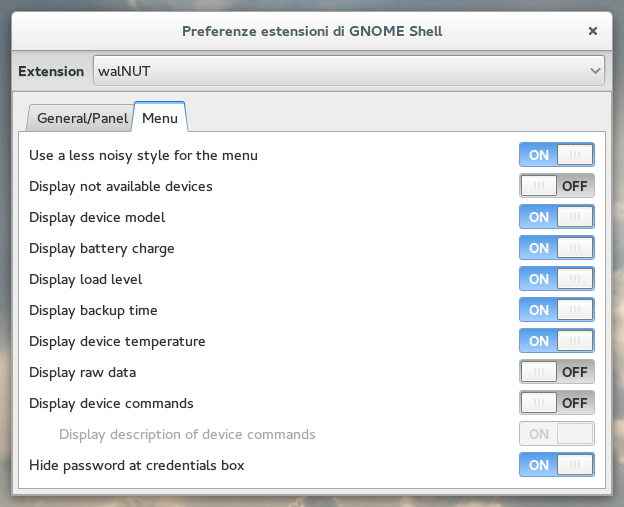 Preferenze estensioni di GNOME Shell
Extension walNUT
General/Panel Menu
Use a less noisy style for the menu ON
Display not available devices OFF
Display device model ON
Display battery charge ON
Display load level ON
Display backup time ON
Display device temperature ON
Display raw data OFF
Display device commands OFF
Display description of device commands ON
Hide password at credentials box ON